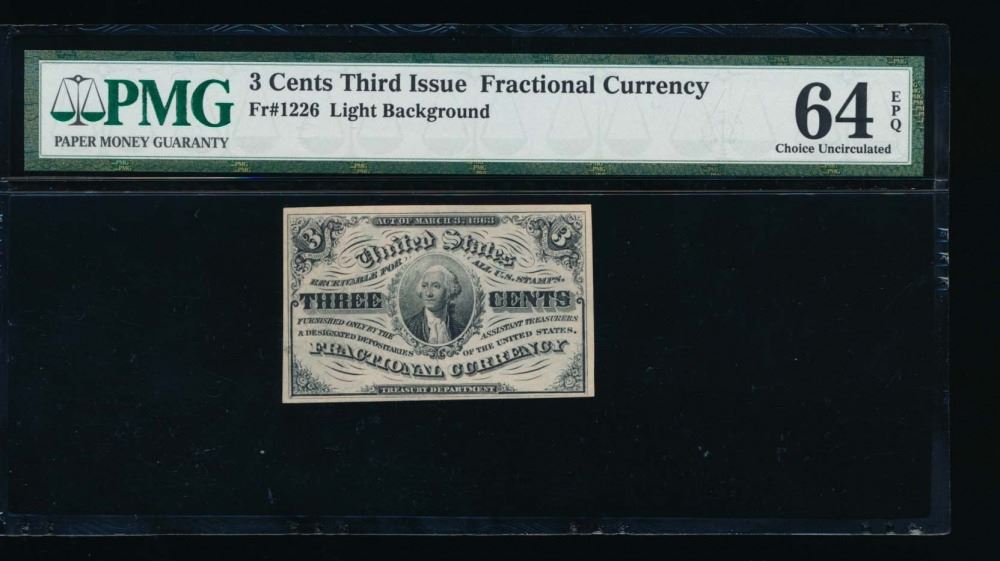 PMG
PAPER MONEY GUARANTY
3 Cents Third Issue Fractional Currency
Fr#1226 Light Background
64
EPQ
Choice Uncirculated
ACT OF MARCH 3, 1863
3 3
United States
RECEIVABLE FOR ALL U.S. STAMPS.
THREE CENTS
FURNISHED ONLY BY THE ASSISTANT TREASURERS
& DESIGNATED DEPOSITARIES OF THE UNITED STATES.
FRACTIONAL CURRENCY
TREASURY DEPARTMENT